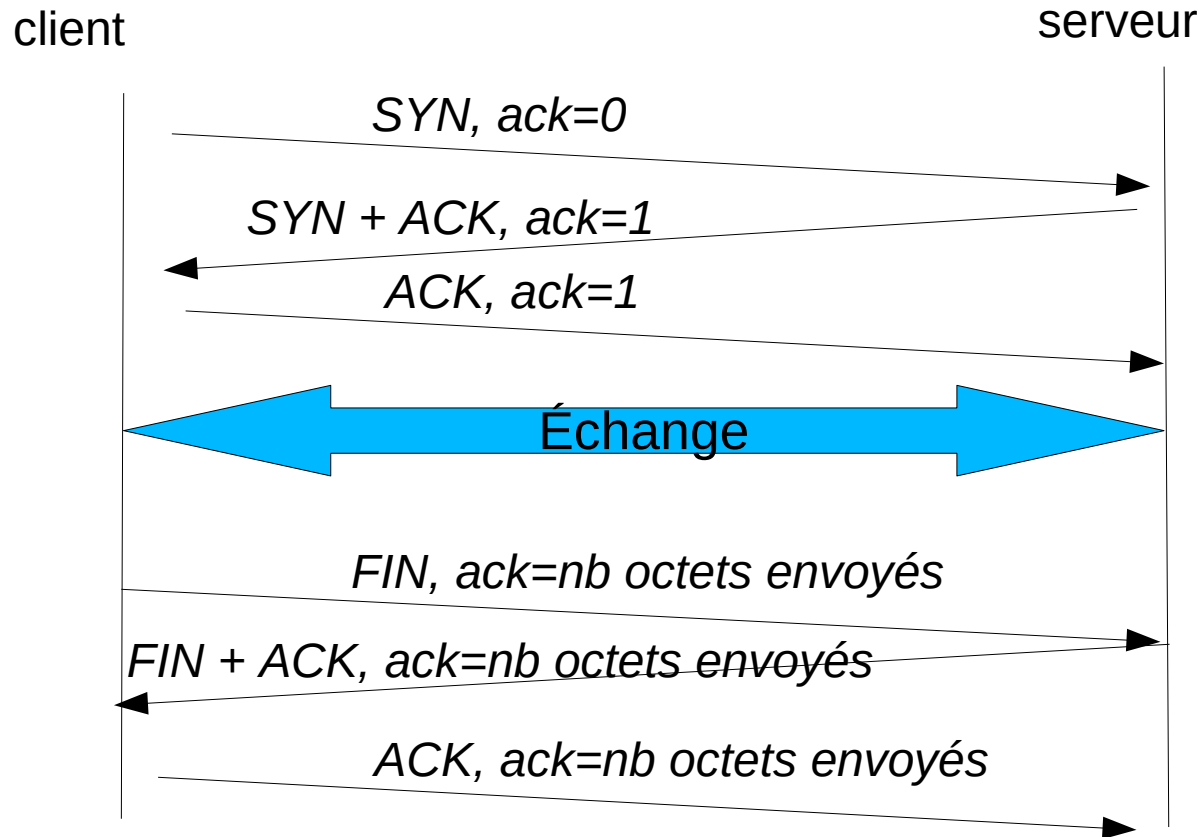 client
serveur
SYN, ack=0
SYN + ACK, ack=1
ACK, ack=1
Échange
FIN, ack=nb octets envoyés
FIN + ACK, ack=nb octets envoyés
ACK, ack=nb octets envoyés